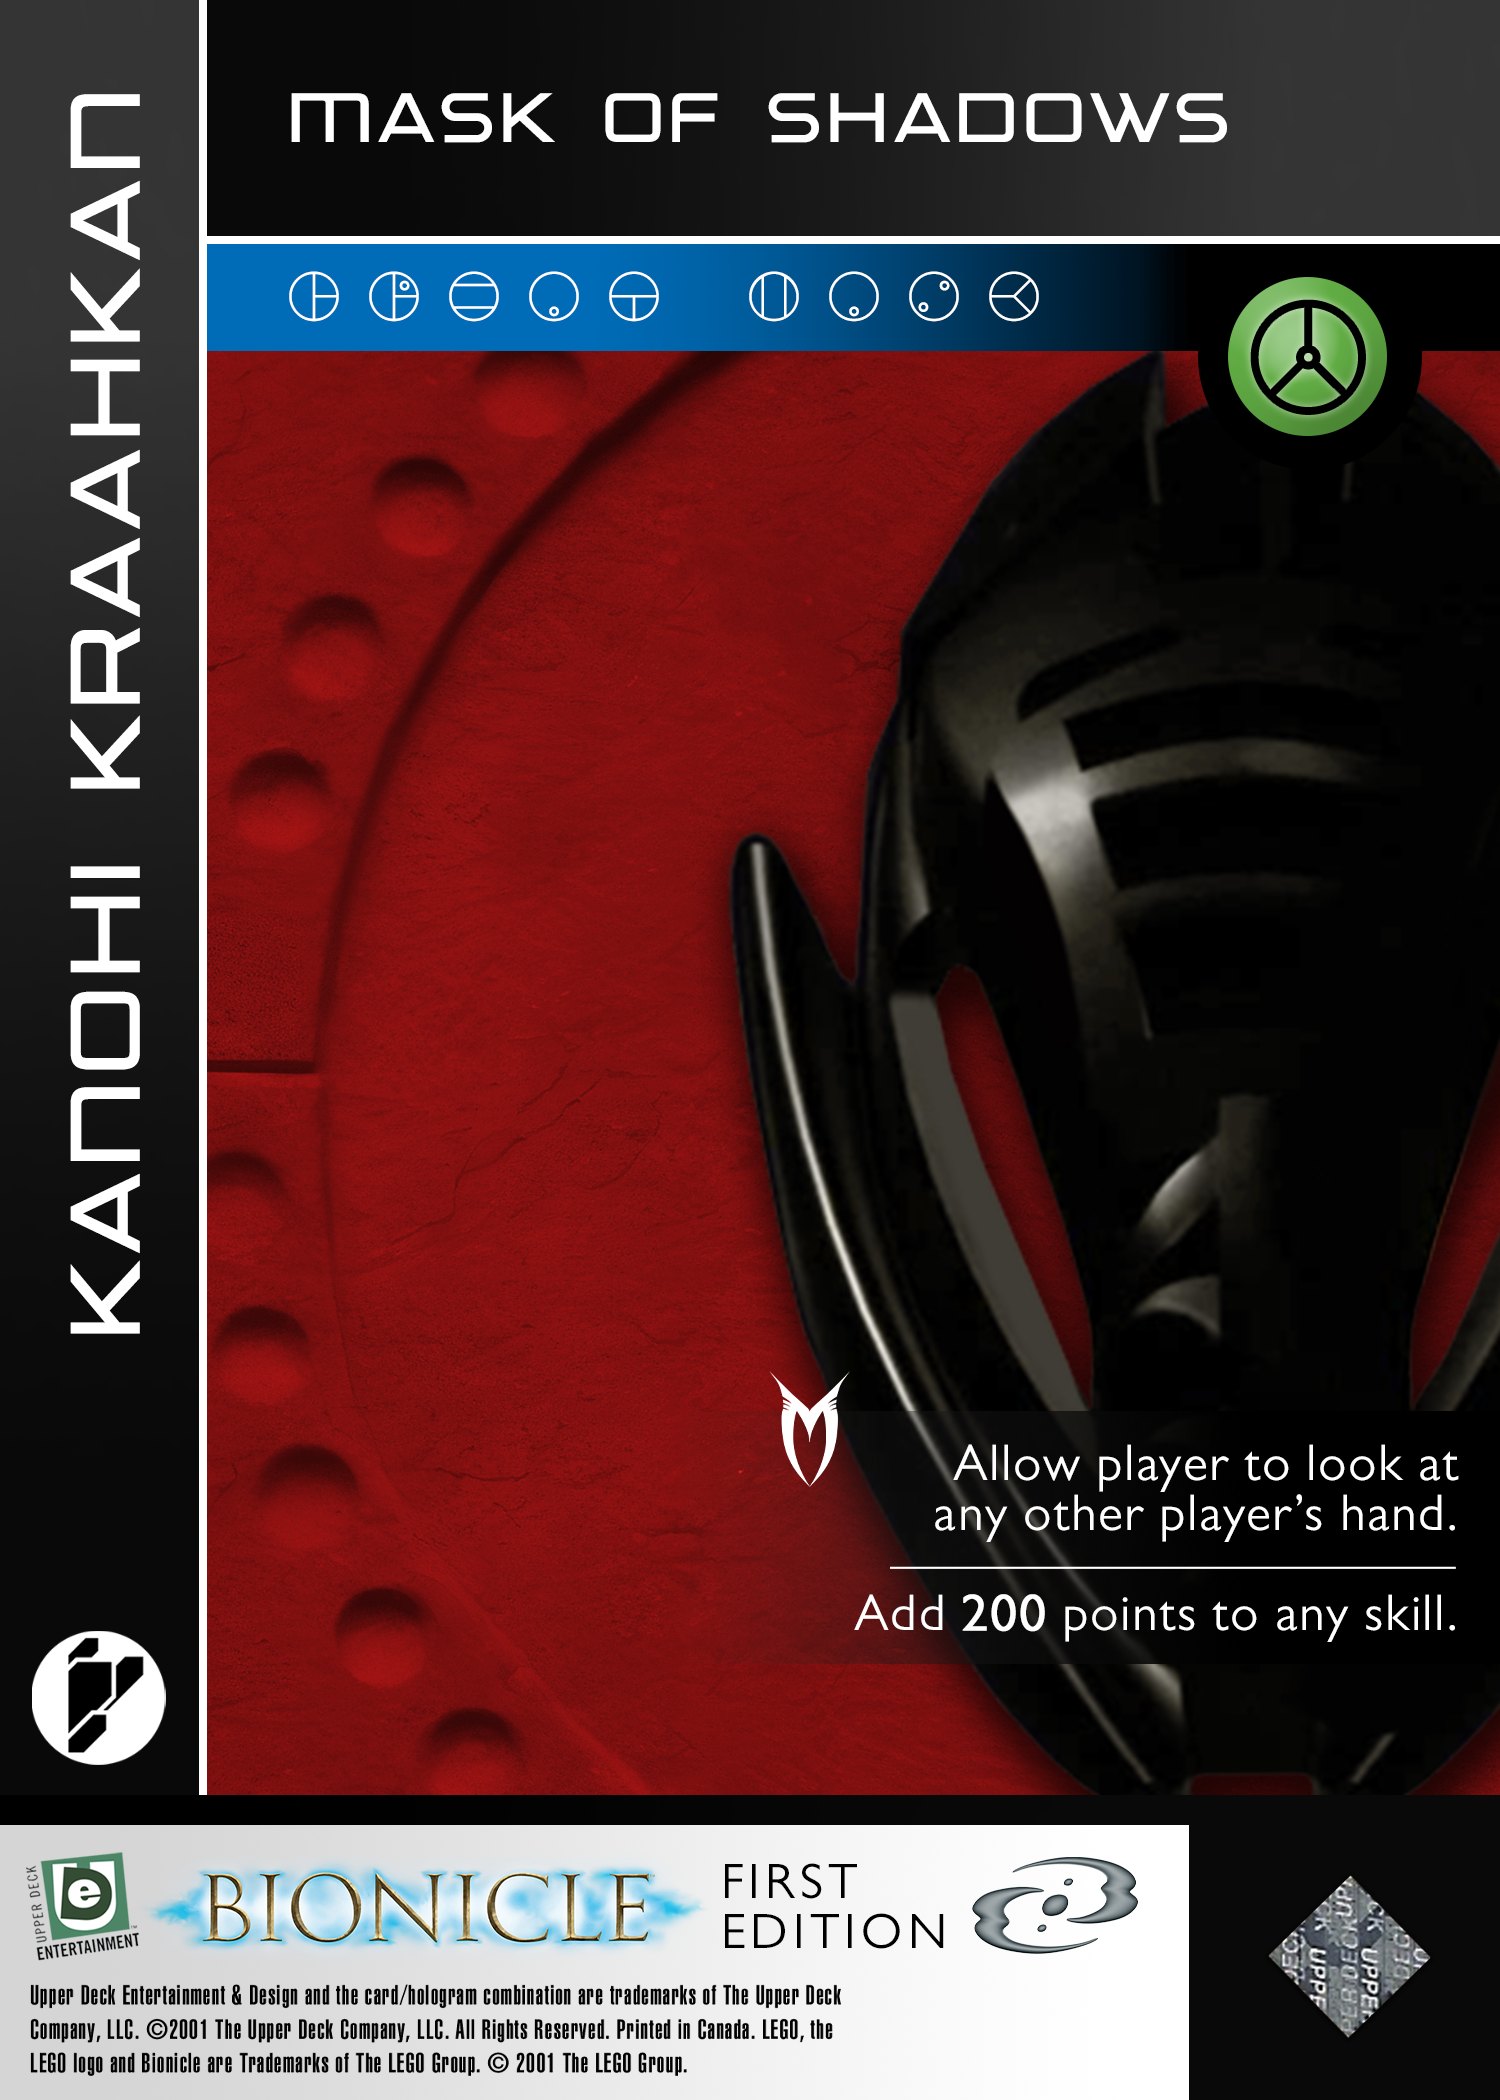 MASK OF SHADOWS
KANOHI KRAAHKAN
Allow player to look at
any other player's hand.
Add 200 points to any skill.
UPPER DECK
e
ENTERTAINMENT
BIONICLE
FIRST
EDITION
Upper Deck Entertainment & Design and the card/hologram combination are trademarks of The Upper Deck
Company, LLC. ©2001 The Upper Deck Company, LLC. All Rights Reserved. Printed in Canada. LEGO, the
LEGO logo and Bionicle are Trademarks of The LEGO Group. © 2001 The LEGO Group.